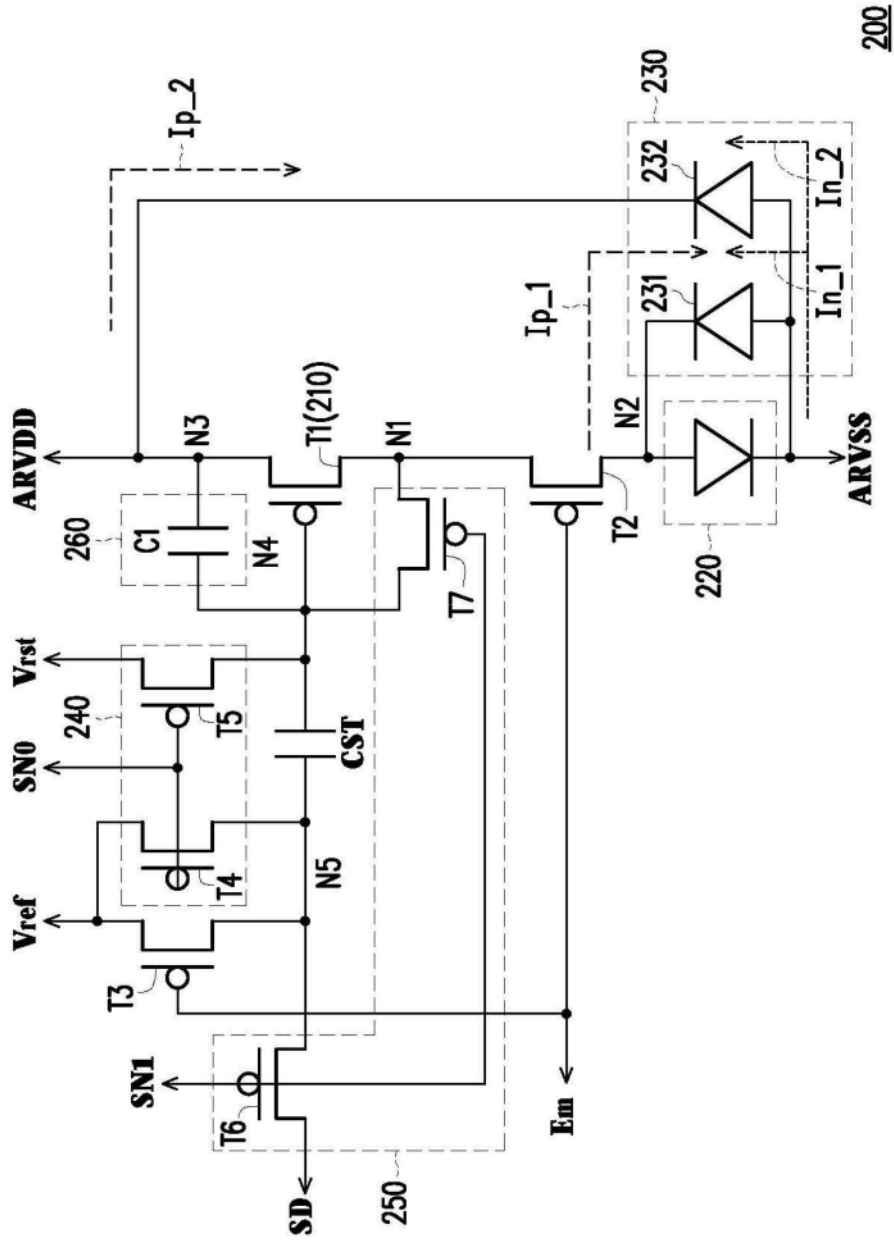 ARVDD
Ip_2
Vrst
260
C1
N3
SN0
240
N4
T1(210)
Vref
T5
N1
230
T4
CST
Ip_1
232
T3
N5
T7
231
SN1
N2
T6
T2
In_2
SD
250
Em
220
In_1
ARVSS
200